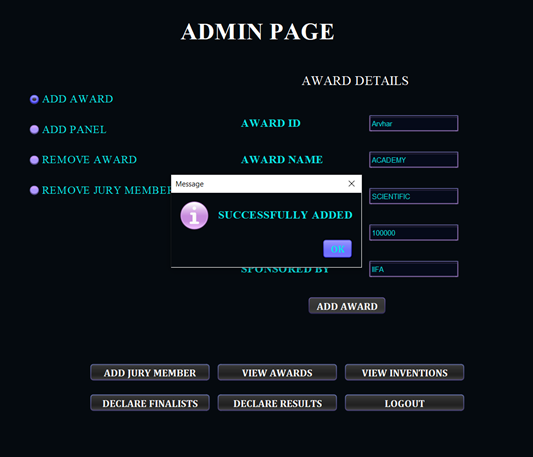 ADMIN PAGE
AWARD DETAILS
ADD AWARD
ADD PANEL
REMOVE AWARD
REMOVE JURY MEMBER
AWARD ID
Arvhar
AWARD NAME
ACADEMY
SCIENTIFIC
100000
SPONSORED BY
IIFA
Message
SUCCESSFULLY ADDED
OK
ADD AWARD
ADD JURY MEMBER
VIEW AWARDS
VIEW INVENTIONS
DECLARE FINALISTS
DECLARE RESULTS
LOGOUT